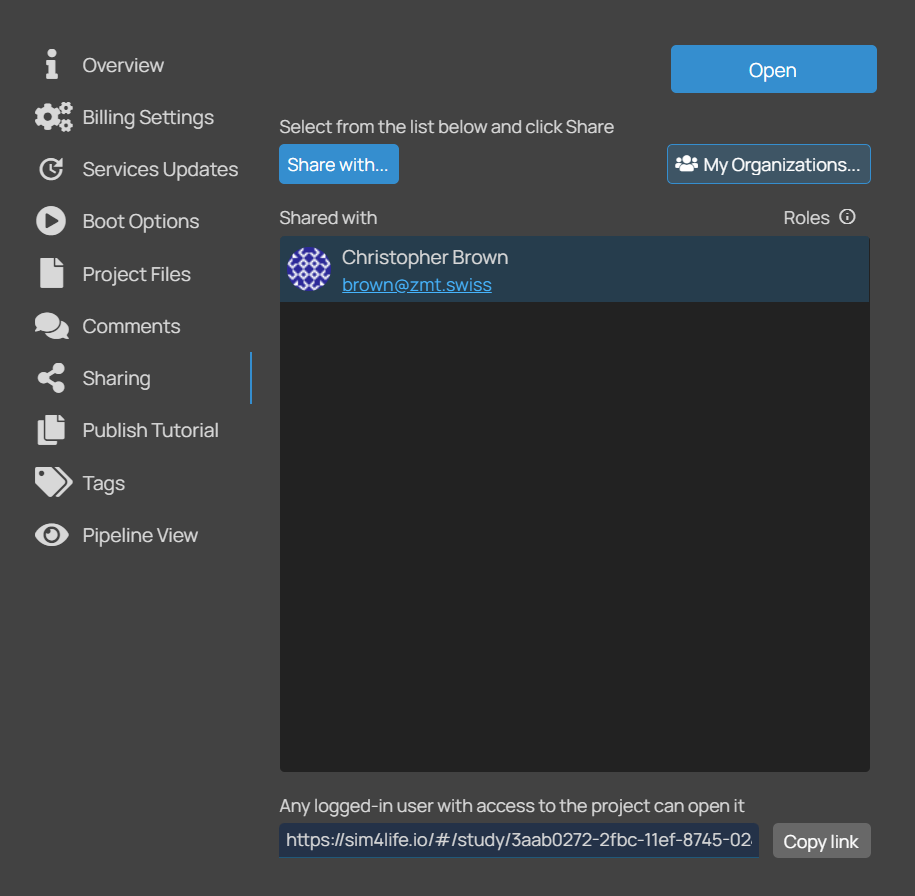 Overview
Billing Settings
Services Updates
Boot Options
Project Files
Comments
Sharing
Publish Tutorial
Tags
Pipeline View
Open
Select from the list below and click Share
Share with...
My Organizations...
Shared with
Roles
Christopher Brown
brown@zmt.swiss
Any logged-in user with access to the project can open it
https://sim4life.io/#/study/3aab0272-2fbc-11ef-8745-02
Copy link